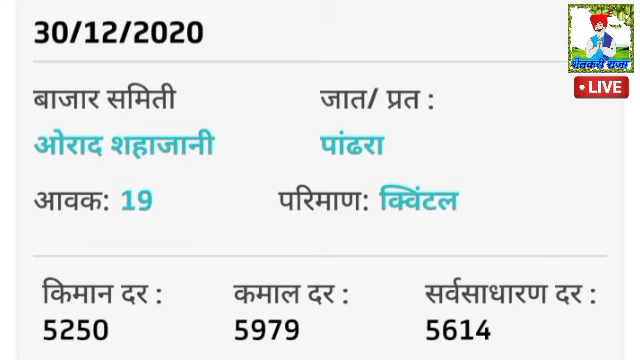 30/12/2020
शेतकरी राजा
LIVE
बाजार समिती जात/ प्रत :
ओराद शहाजानी पांढरा
आवक: 19 परिमाण: क्विंटल
किमान दर : कमाल दर : सर्वसाधारण दर :
5250 5979 5614